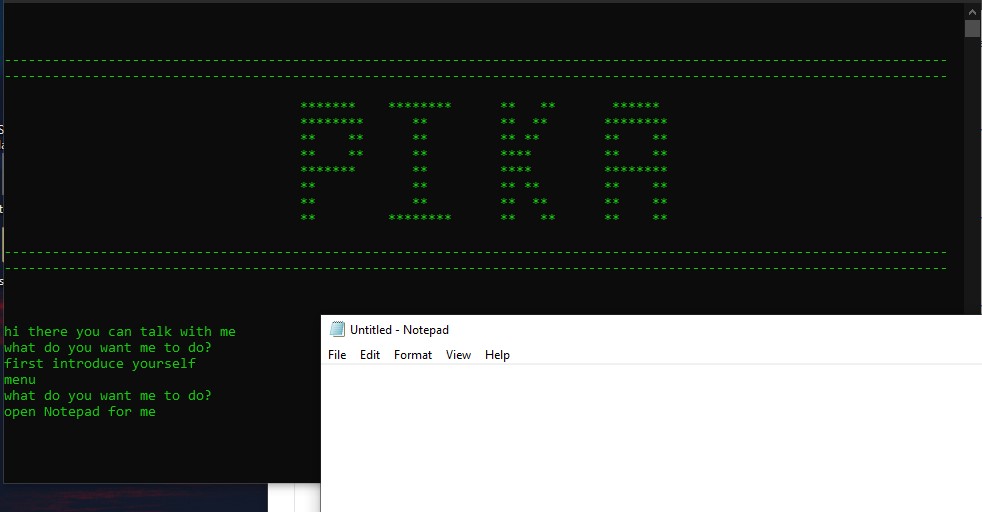 PIKA
hi there you can talk with me
what do you want me to do?
first introduce yourself
menu
what do you want me to do?
open Notepad for me
Untitled - Notepad
File Edit Format View Help